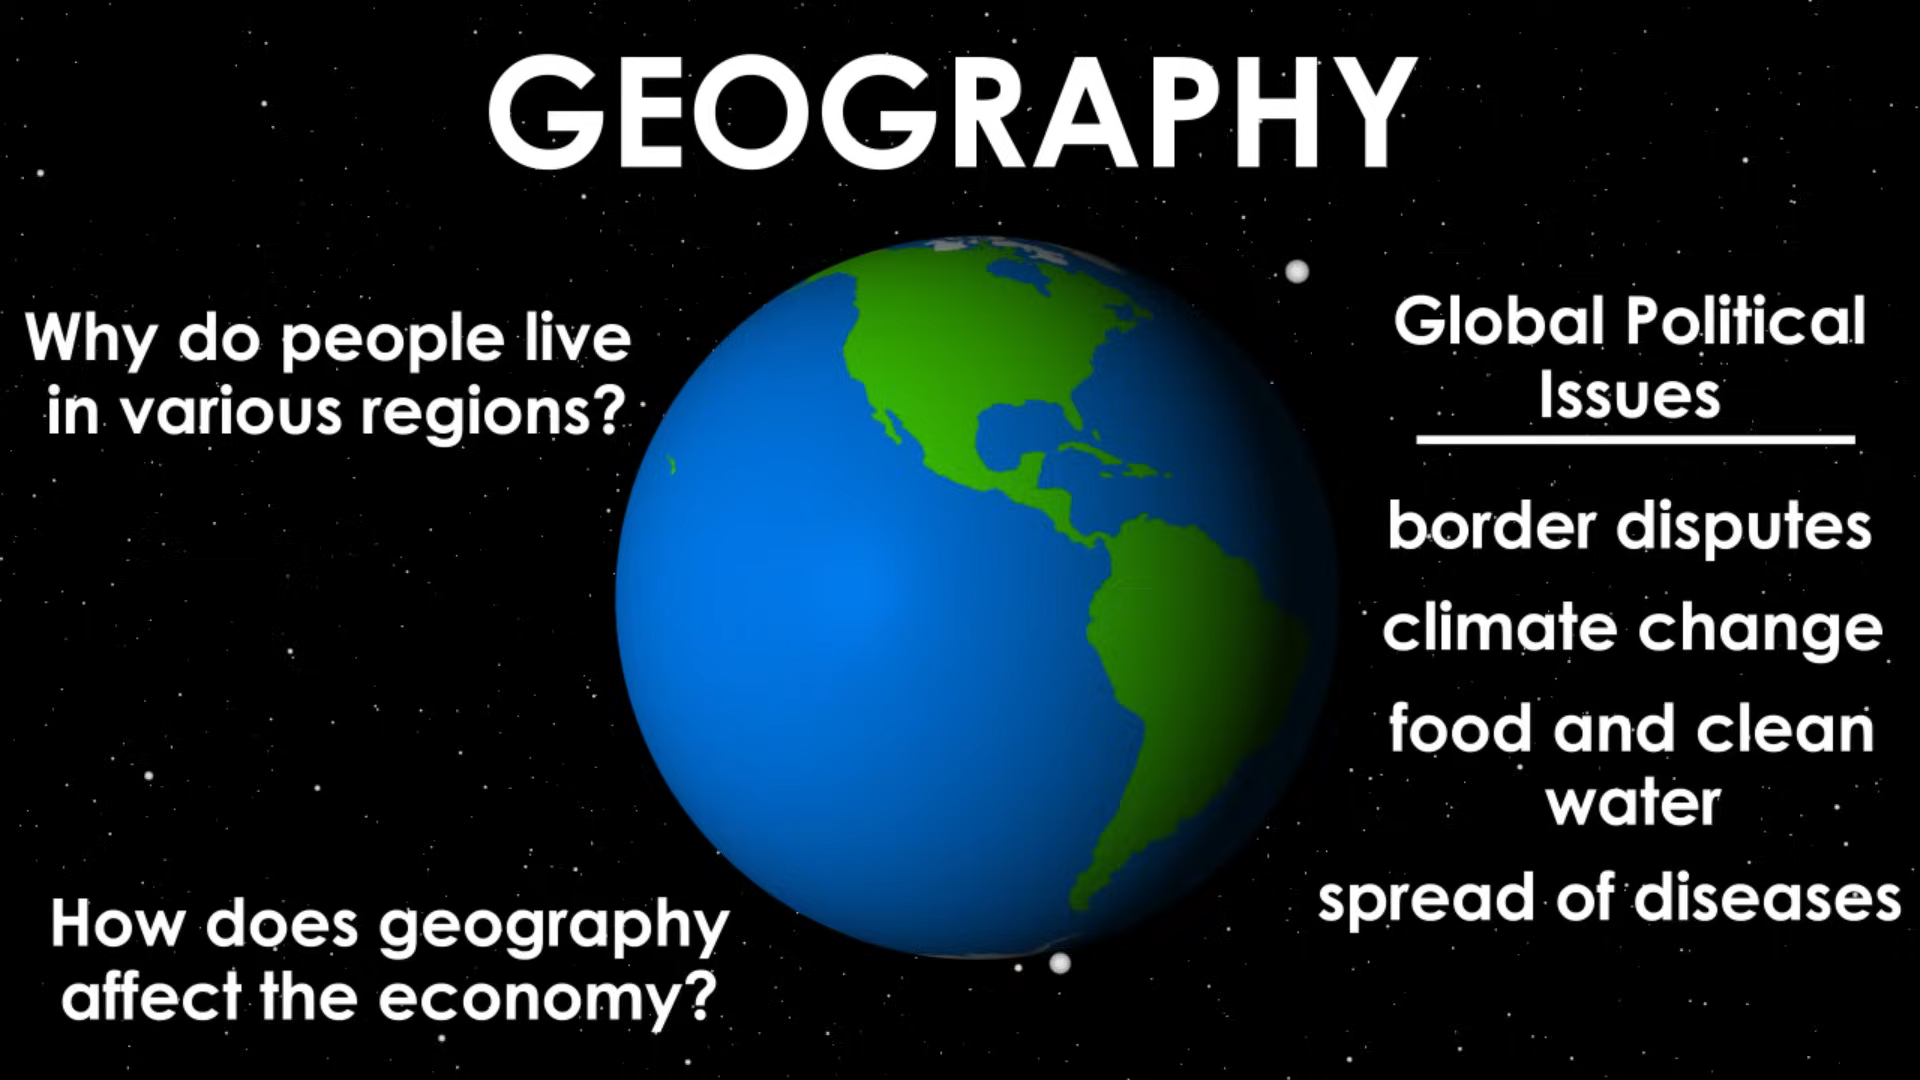 GEOGRAPHY
Why do people live
in various regions?
How does geography
affect the economy?
Global Political
Issues
border disputes
climate change
food and clean
water
spread of diseases